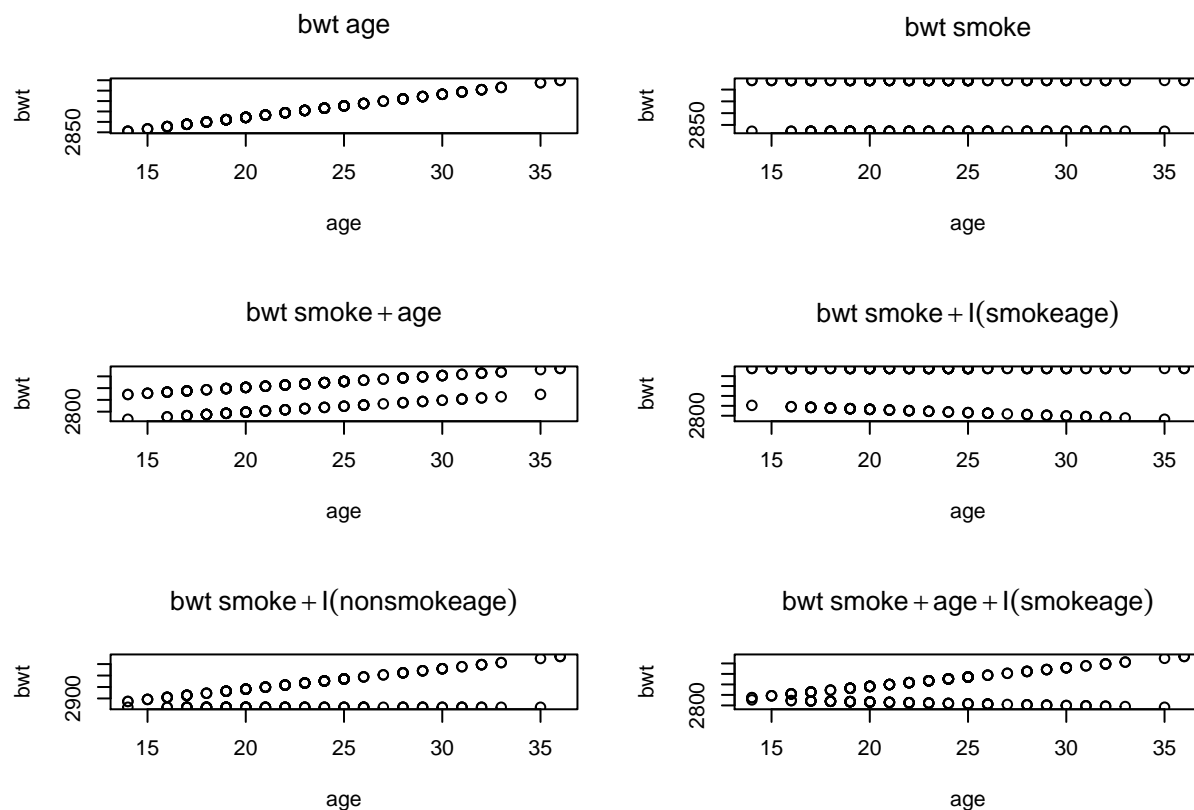 bwt age
bwt
2850
15 20 25 30 35
age
bwt smoke
bwt
2850
15 20 25 30 35
age
bwt smoke + age
bwt
2800
15 20 25 30 35
age
bwt smoke + I(smokeage)
bwt
2800
15 20 25 30 35
age
bwt smoke + I(nonsmokeage)
bwt
2900
15 20 25 30 35
age
bwt smoke + age + I(smokeage)
bwt
2800
15 20 25 30 35
age